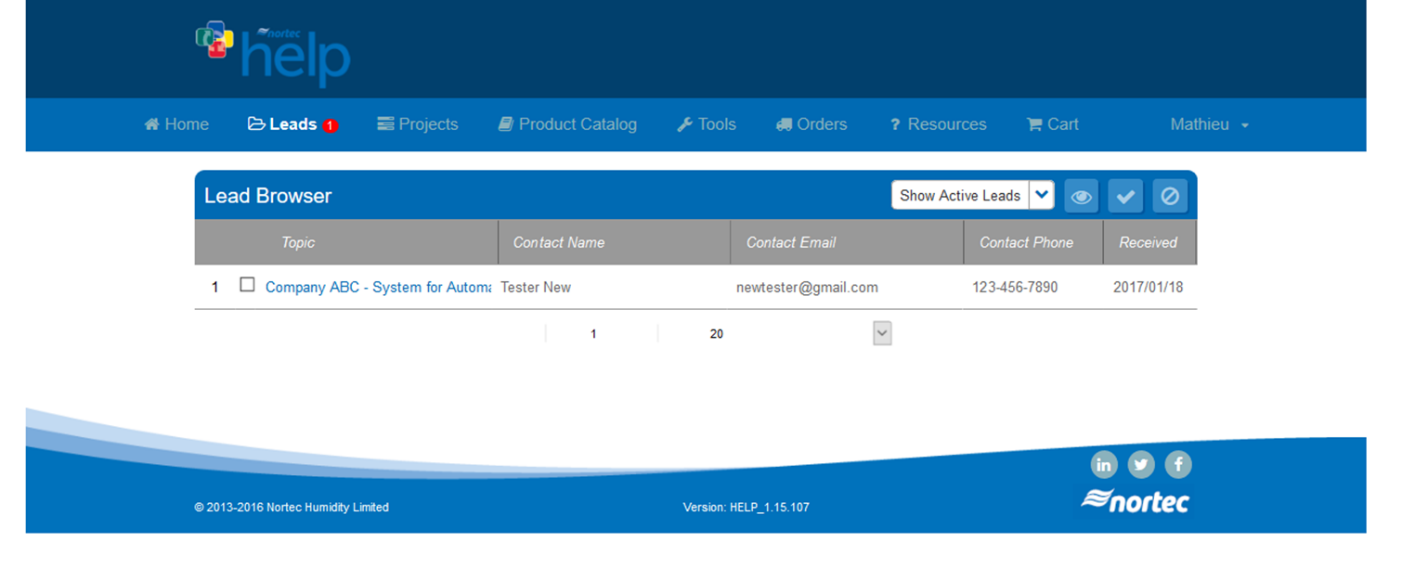 nortec
help
Home Leads 1 Projects Product Catalog Tools Orders ? Resources Cart Mathieu
Lead Browser Show Active Leads
Topic Contact Name Contact Email Contact Phone Received
1 Company ABC - System for Automa Tester New newtester@gmail.com 123-456-7890 2017/01/18
1 20
in f
© 2013-2016 Nortec Humidity Limited Version: HELP_1.15.107 nortec